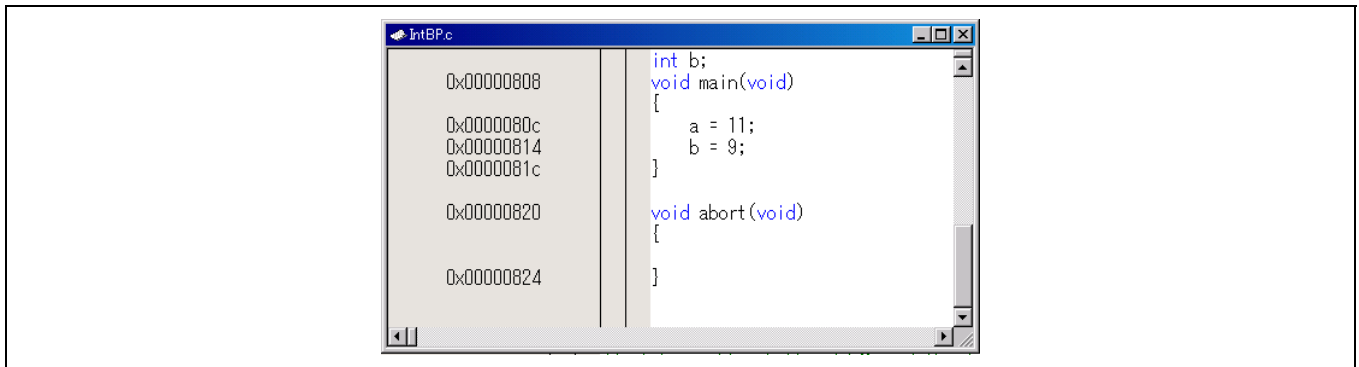 IntBP.c
int b;
0x00000808 void main(void)
{
0x0000080c a = 11;
0x00000814 b = 9;
0x0000081c }
0x00000820 void abort(void)
{
0x00000824 }